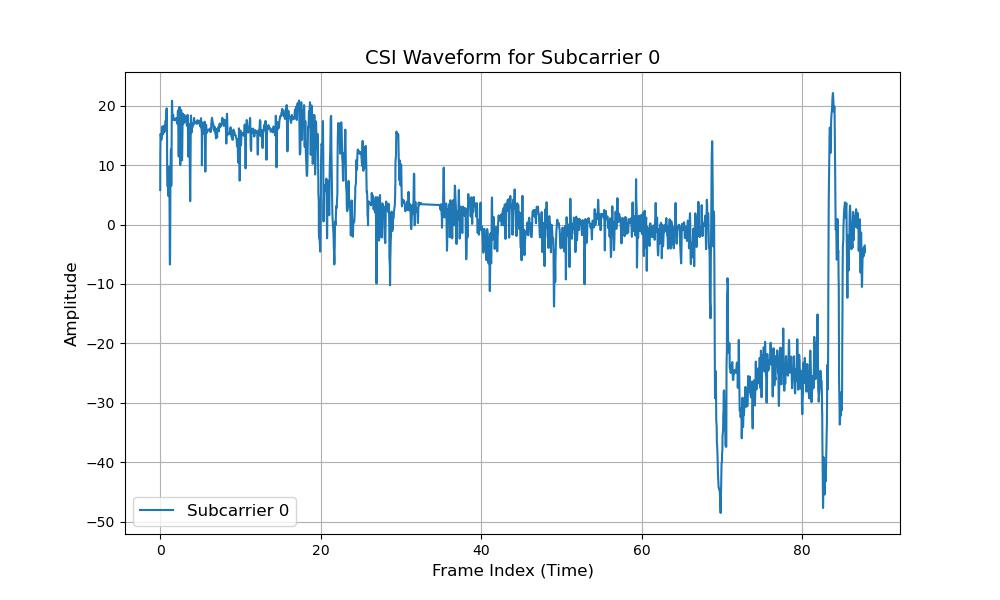 CSI Waveform for Subcarrier 0
20
10
0
−10
−20
−30
−40
−50
Amplitude
Subcarrier 0
0 20 40 60 80
Frame Index (Time)